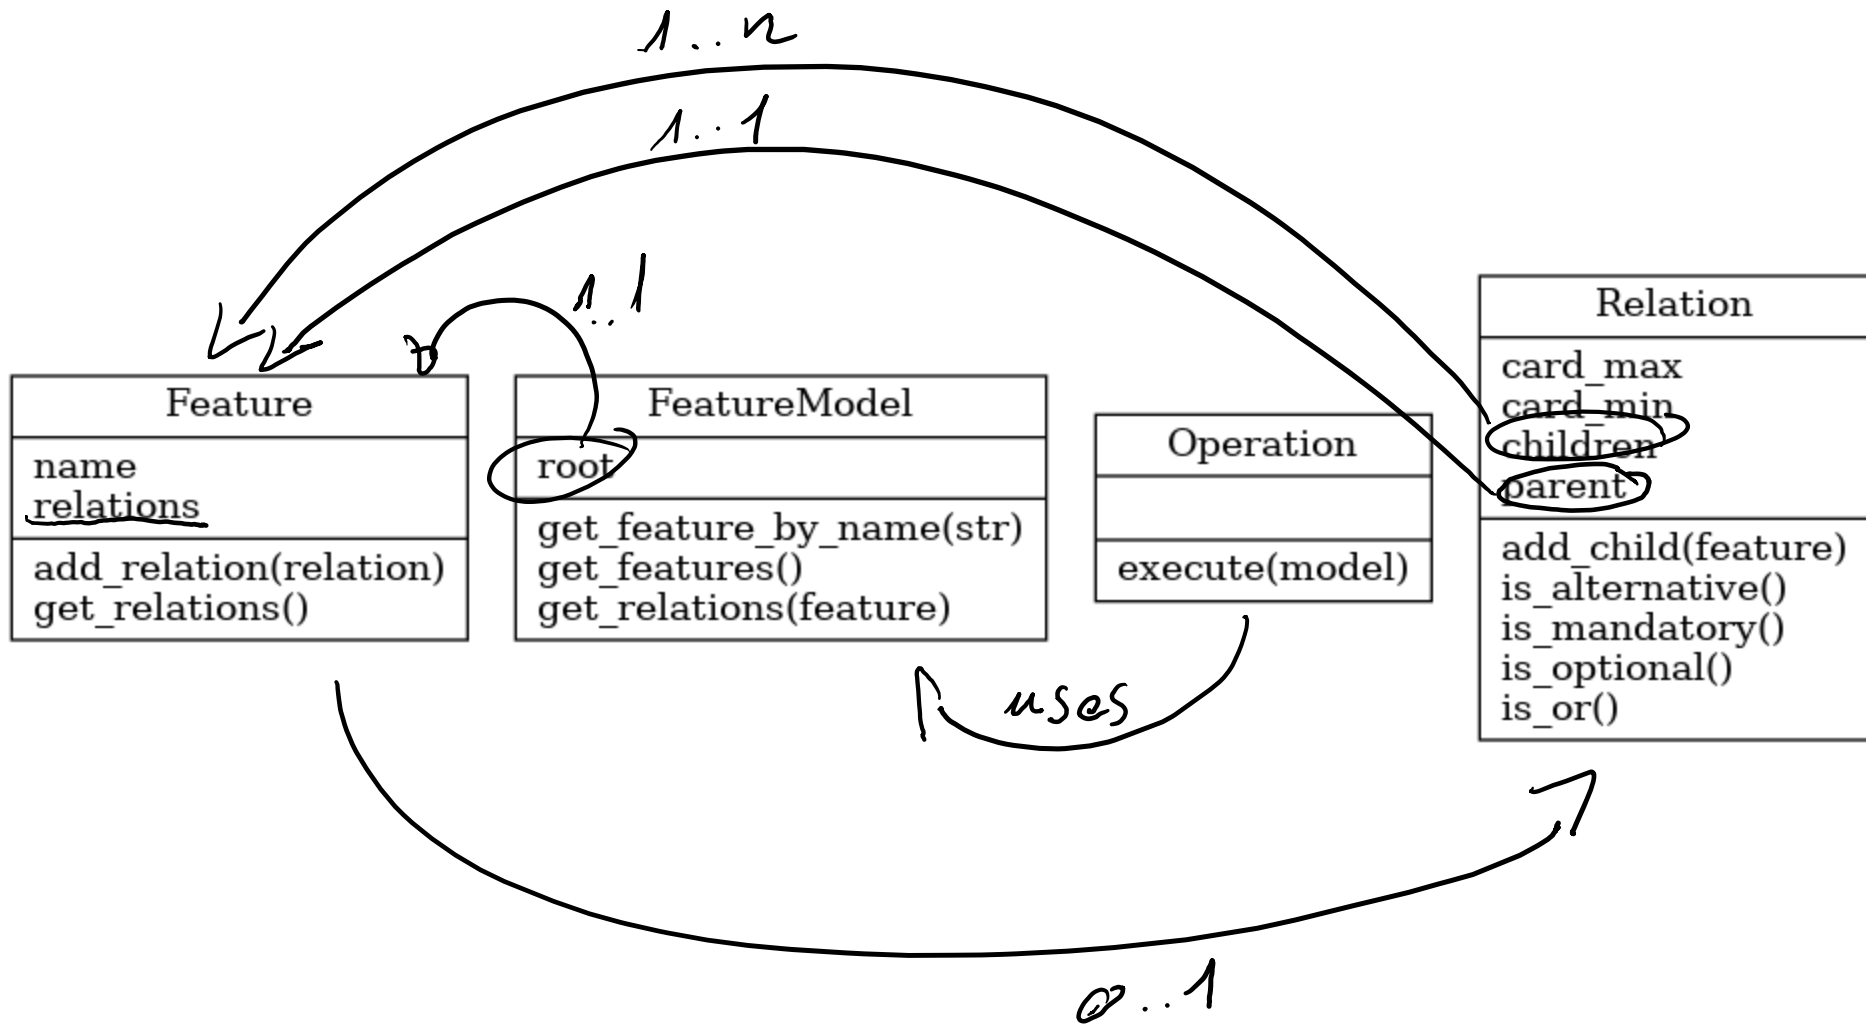 1..n
1..1
1..1
Feature
name
relations
add_relation(relation)
get_relations()
FeatureModel
root
get_feature_by_name(str)
get_features()
get_relations(feature)
Operation
execute(model)
uses
Relation
card_max
card_min
children
parent
add_child(feature)
is_alternative()
is_mandatory()
is_optional()
is_or()
0..1